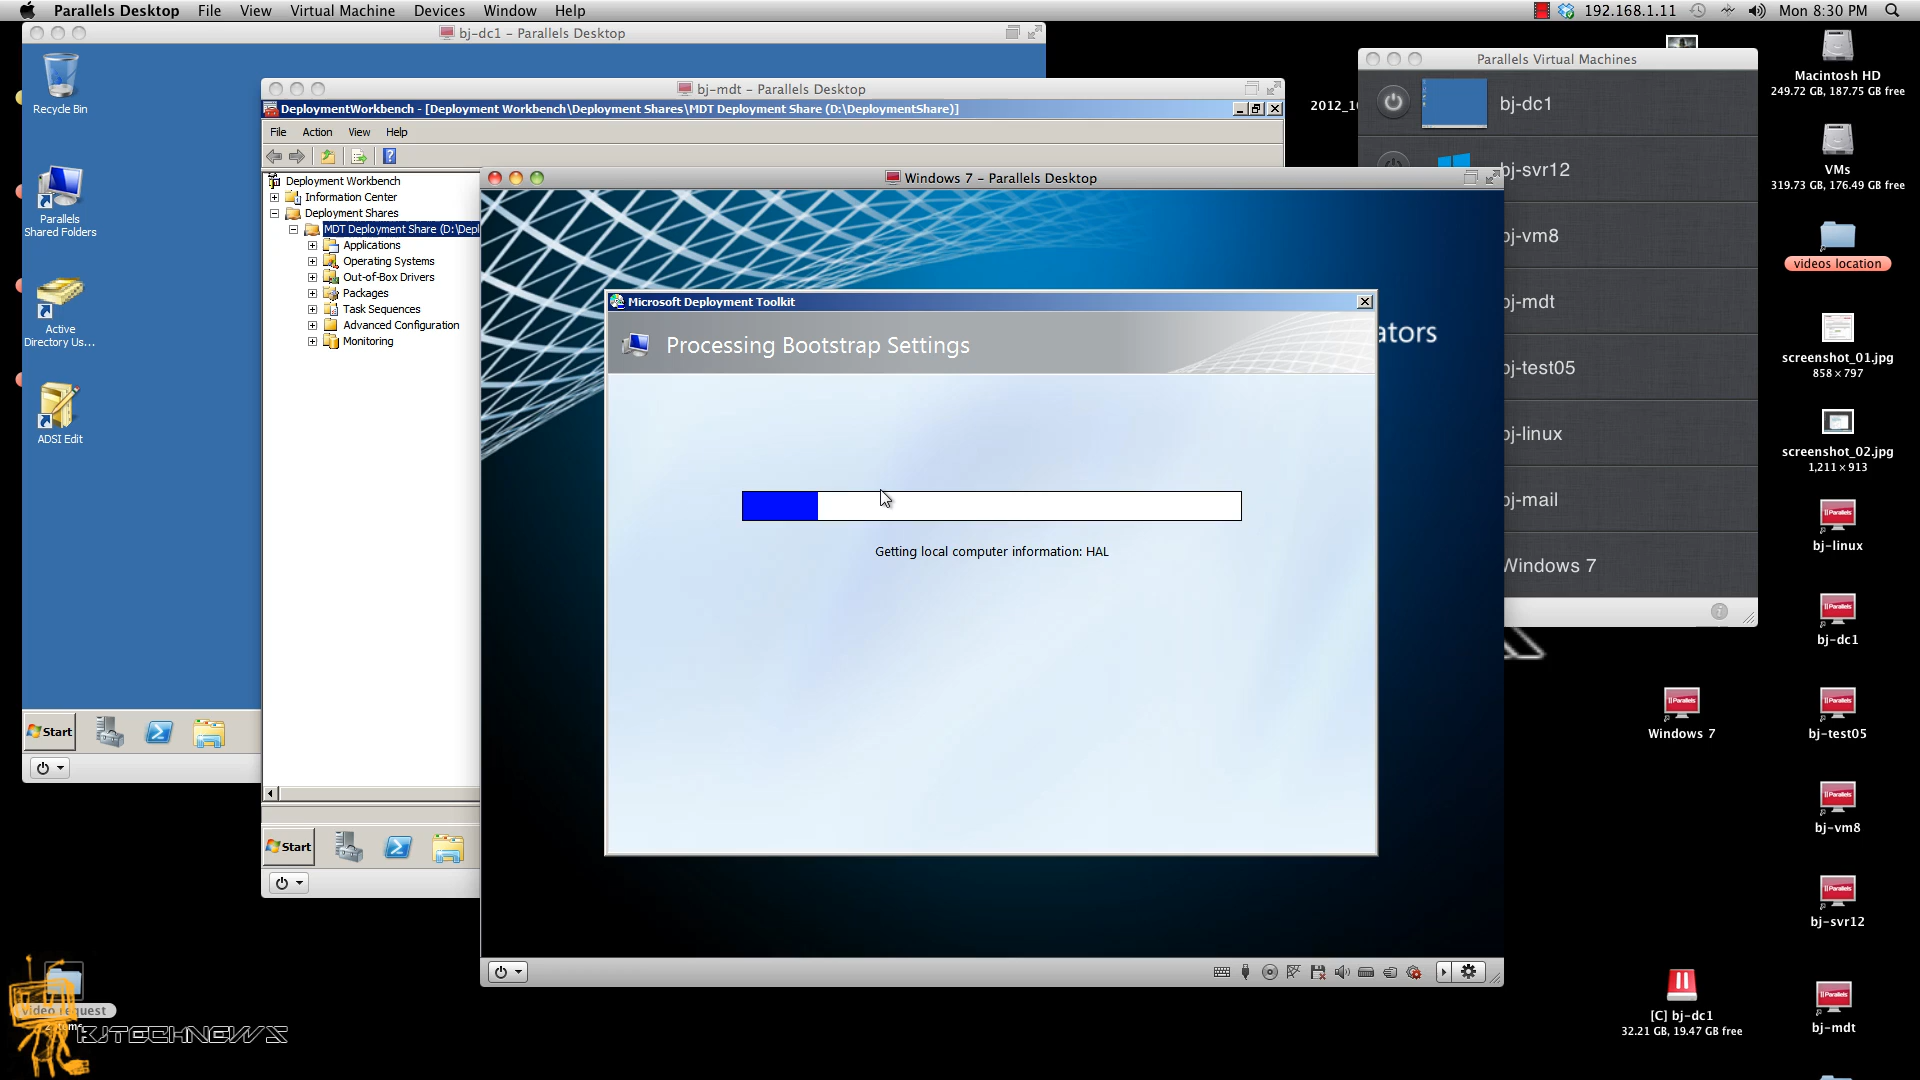 Parallels Desktop File View Virtual Machine Devices Window Help
192.168.1.11 Mon 8:30 PM
bj-dc1 - Parallels Desktop
Recycle Bin
Parallels
Shared Folders
Active
Directory Us...
ADSI Edit
Start
bj-mdt - Parallels Desktop
DeploymentWorkbench - [Deployment Workbench\Deployment Shares\MDT Deployment Share (D:\DeploymentShare)]
File Action View Help
Deployment Workbench
Information Center
Deployment Shares
MDT Deployment Share (D:\Depl
Applications
Operating Systems
Out-of-Box Drivers
Packages
Task Sequences
Advanced Configuration
Monitoring
Start
Windows 7 - Parallels Desktop
ators
Microsoft Deployment Toolkit
Processing Bootstrap Settings
Getting local computer information: HAL
Parallels Virtual Machines
bj-dc1
bj-svr12
bj-vm8
bj-mdt
bj-test05
bj-linux
bj-mail
Windows 7
Macintosh HD
249.72 GB, 187.75 GB free
VMs
319.73 GB, 176.49 GB free
videos location
screenshot_01.jpg
858 × 797
screenshot_02.jpg
1,211 × 913
bj-linux
bj-dc1
Windows 7
bj-test05
bj-vm8
bj-svr12
[C] bj-dc1
32.21 GB, 19.47 GB free
bj-mdt
video request
BJTECHNEWS